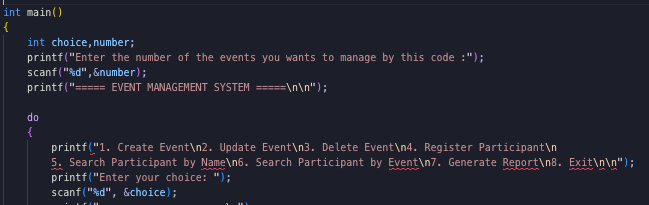 int main()
{
int choice,number;
printf("Enter the number of the events you wants to manage by this code :");
scanf("%d",&number);
printf("===== EVENT MANAGEMENT SYSTEM =====\n\n");
do
{
printf("1. Create Event\n2. Update Event\n3. Delete Event\n4. Register Participant\n
5. Search Participant by Name\n6. Search Participant by Event\n7. Generate Report\n8. Exit\n\n");
printf("Enter your choice: ");
scanf("%d", &choice);